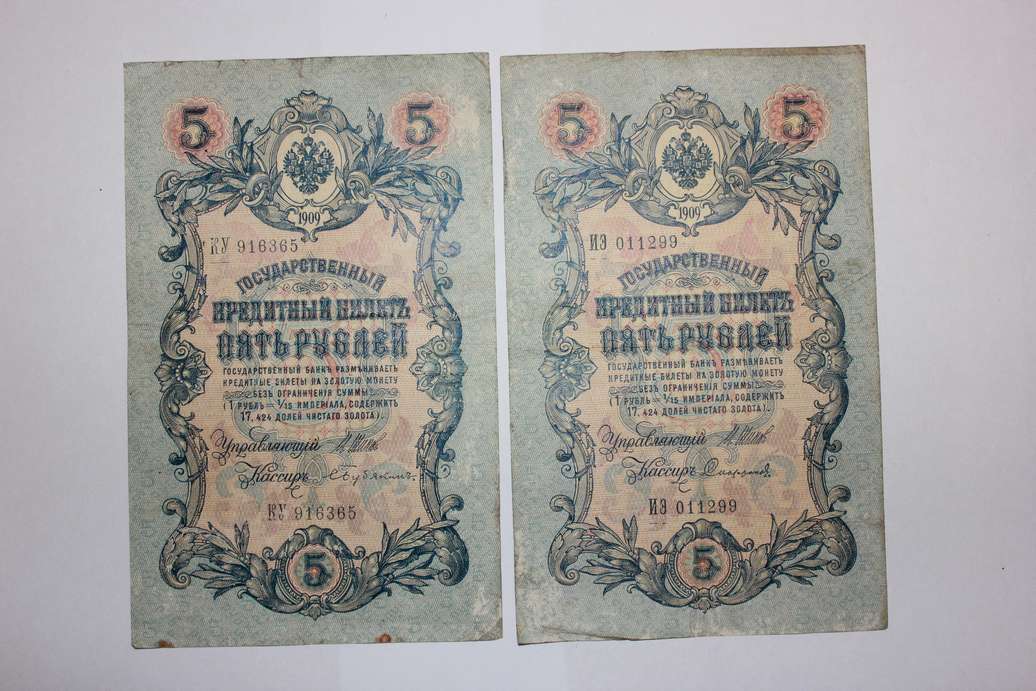 5 5
1909
КУ 916365
ГОСУДАРСТВЕННЫЙ
КРЕДИТНЫЙ БИЛЕТЪ
ПЯТЬ РУБЛЕЙ
ГОСУДАРСТВЕННЫЙ БАНКЪ РАЗМѢНИВАЕТЪ
КРЕДИТНЫЕ БИЛЕТЫ НА ЗОЛОТУЮ МОНЕТУ
БЕЗЪ ОГРАНИЧЕНІЯ СУММЫ
(1 РУБЛЬ = 1/15 ИМПЕРІАЛА, СОДЕРЖИТЪ
17,424 ДОЛЕЙ ЧИСТАГО ЗОЛОТА).
Управляющій
Кассиръ
КУ 916365
5
5 5
1909
ИЭ 011299
ГОСУДАРСТВЕННЫЙ
КРЕДИТНЫЙ БИЛЕТЪ
ПЯТЬ РУБЛЕЙ
ГОСУДАРСТВЕННЫЙ БАНКЪ РАЗМѢНИВАЕТЪ
КРЕДИТНЫЕ БИЛЕТЫ НА ЗОЛОТУЮ МОНЕТУ
БЕЗЪ ОГРАНИЧЕНІЯ СУММЫ
(1 РУБЛЬ = 1/15 ИМПЕРІАЛА, СОДЕРЖИТЪ
17,424 ДОЛЕЙ ЧИСТАГО ЗОЛОТА).
Управляющій
Кассиръ
ИЭ 011299
5